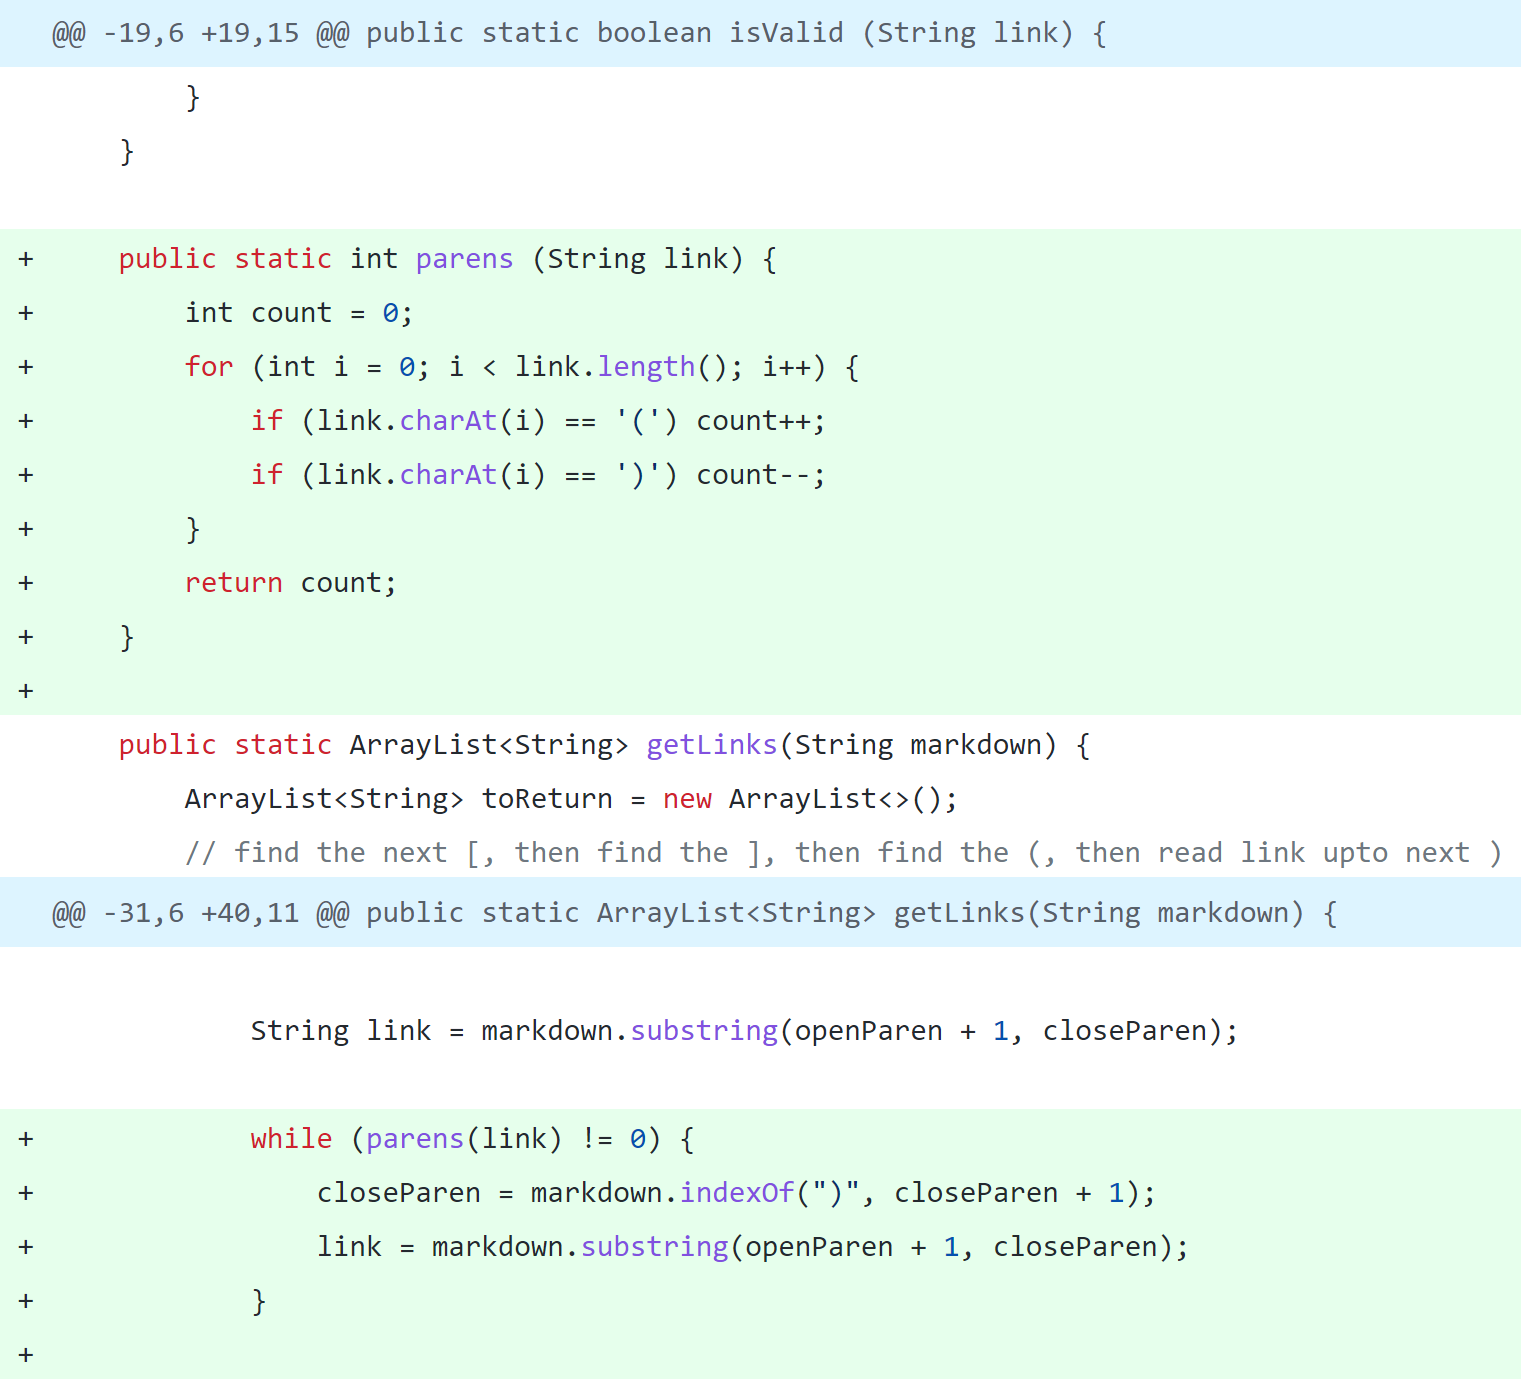 @@ -19,6 +19,15 @@ public static boolean isValid (String link) {
        }
    }

+    public static int parens (String link) {
+        int count = 0;
+        for (int i = 0; i < link.length(); i++) {
+            if (link.charAt(i) == '(') count++;
+            if (link.charAt(i) == ')') count--;
+        }
+        return count;
+    }
+
    public static ArrayList<String> getLinks(String markdown) {
        ArrayList<String> toReturn = new ArrayList<>();
        // find the next [, then find the ], then find the (, then read link upto next )
@@ -31,6 +40,11 @@ public static ArrayList<String> getLinks(String markdown) {

            String link = markdown.substring(openParen + 1, closeParen);

+            while (parens(link) != 0) {
+                closeParen = markdown.indexOf(")", closeParen + 1);
+                link = markdown.substring(openParen + 1, closeParen);
+            }
+